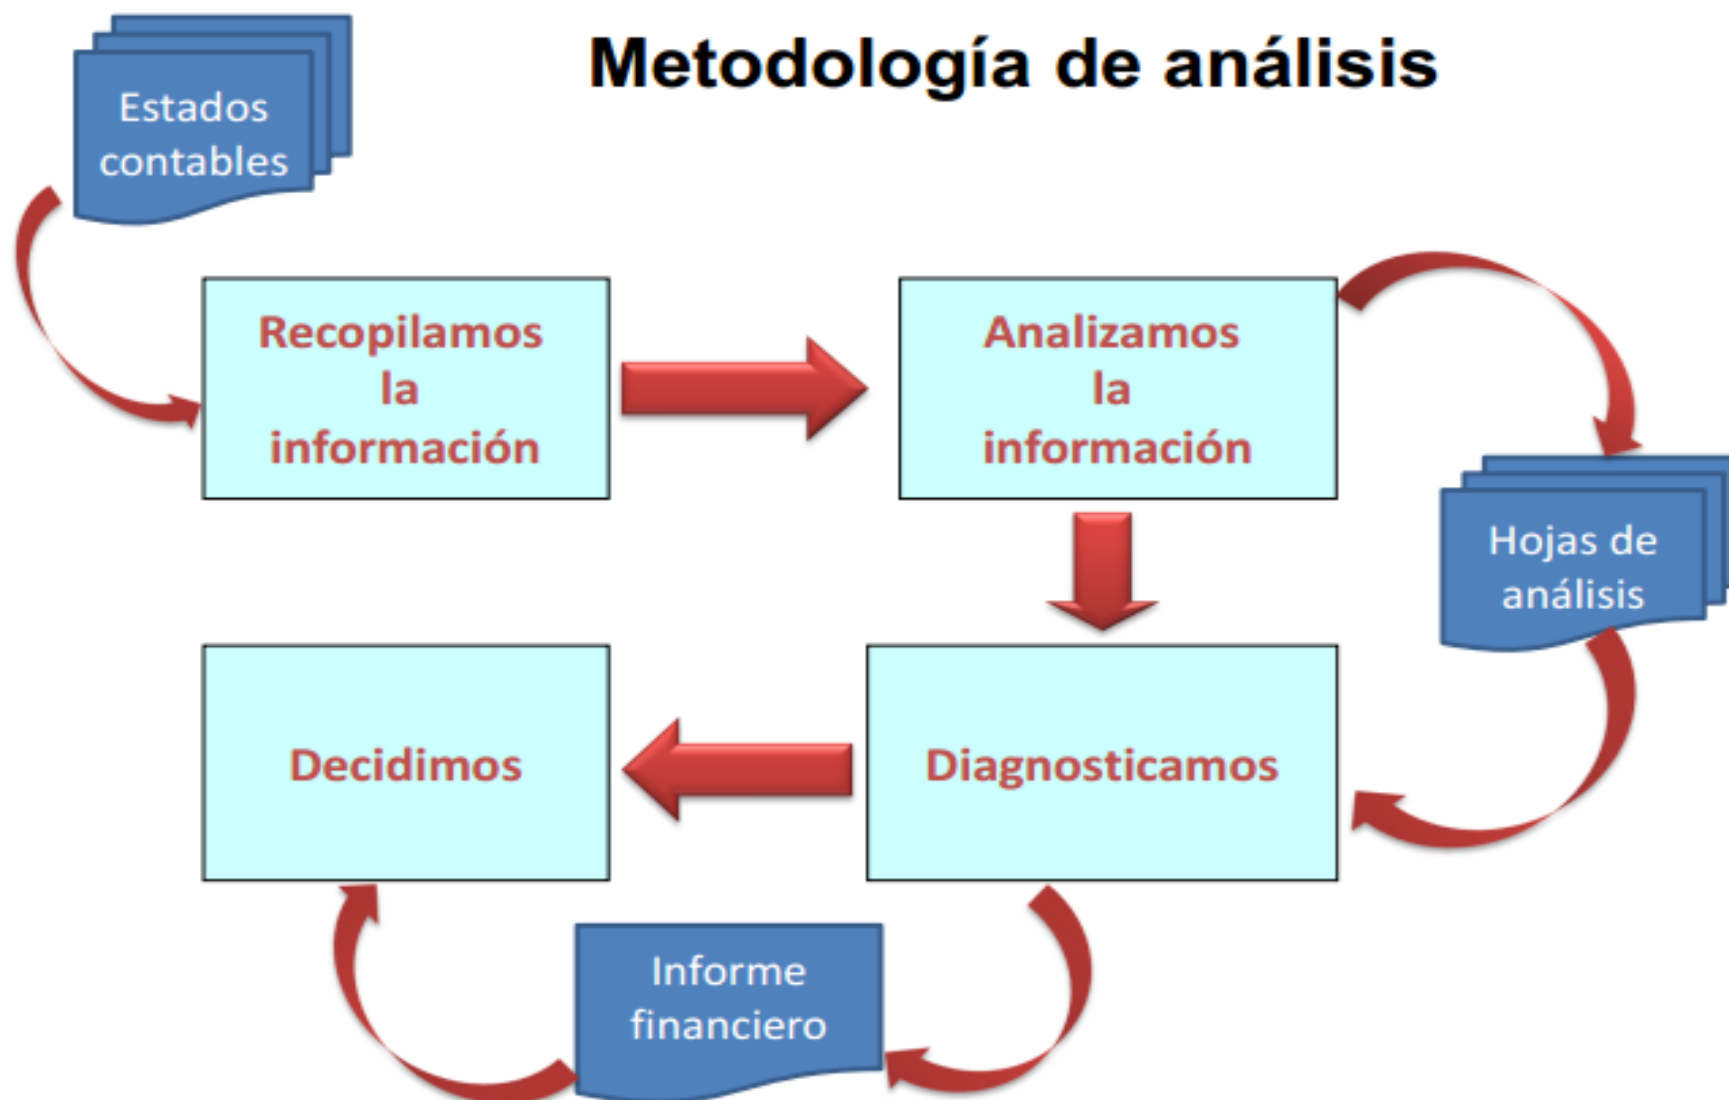 Metodología de análisis
Estados
contables
Recopilamos
la
información
Analizamos
la
información
Hojas de
análisis
Decidimos
Diagnosticamos
Informe
financiero